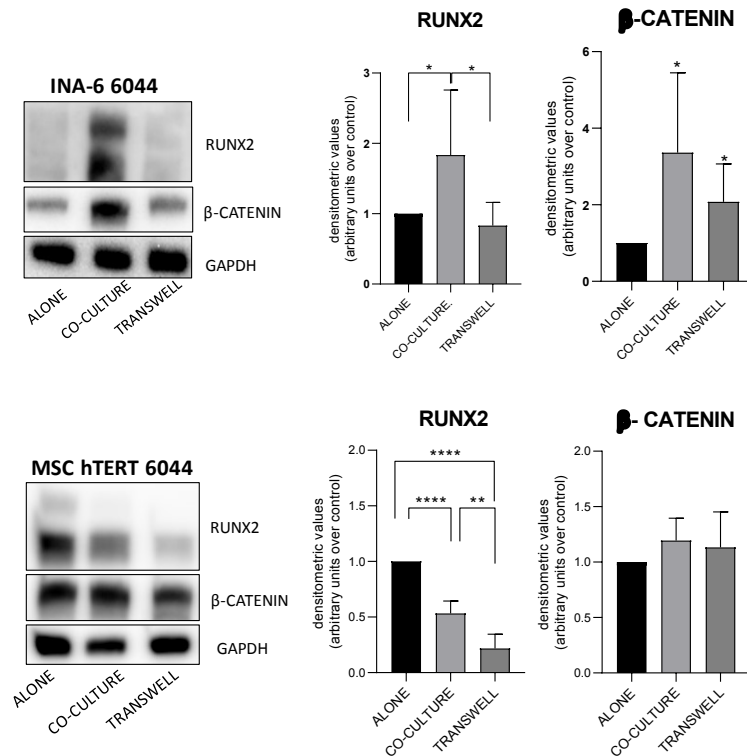 INA-6 6044
RUNX2
β-CATENIN
GAPDH
ALONE
CO-CULTURE
TRANSWELL
RUNX2
densitometric values
(arbitrary units over control)
3
2
1
0
*
*
ALONE
CO-CULTURE.
TRANSWELL
β-CATENIN
densitometric values
(arbitrary units over control)
6
4
2
0
*
*
ALONE
CO-CULTURE
TRANSWELL
MSC hTERT 6044
RUNX2
β-CATENIN
GAPDH
ALONE
CO-CULTURE
TRANSWELL
RUNX2
densitometric values
(arbitrary units over control)
2.0
1.5
1.0
0.5
0.0
****
****
**
ALONE
CO-CULTURE
TRANSWELL
β- CATENIN
densitometric values
(arbitrary units over control)
2.0
1.5
1.0
0.5
0.0
ALONE
CO-CULTURE
TRANSWELL